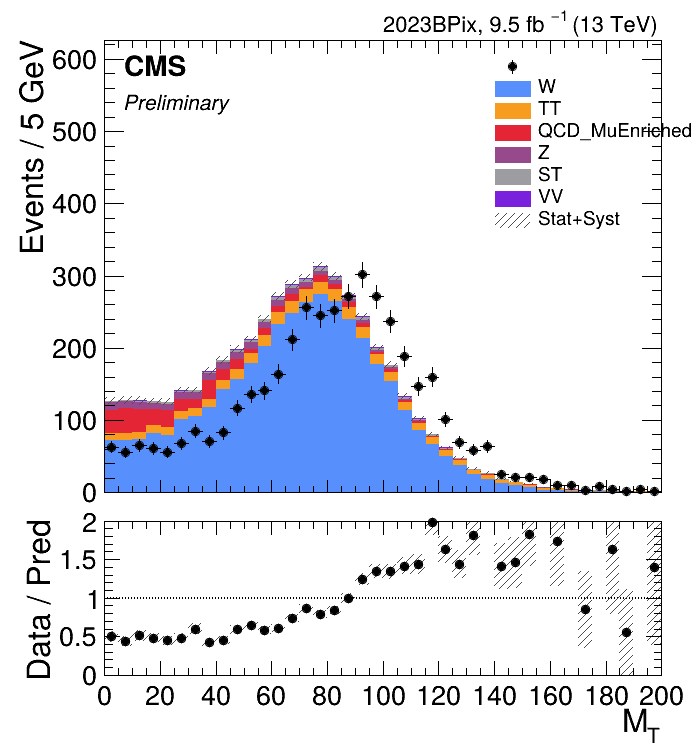 2023BPix, 9.5 fb⁻¹ (13 TeV)
CMS
Preliminary
W
TT
QCD_MuEnriched
Z
ST
VV
Stat+Syst
Events / 5 GeV
600
500
400
300
200
100
0
Data / Pred
2
1.5
1
0.5
0
0 20 40 60 80 100 120 140 160 180 200
M_T